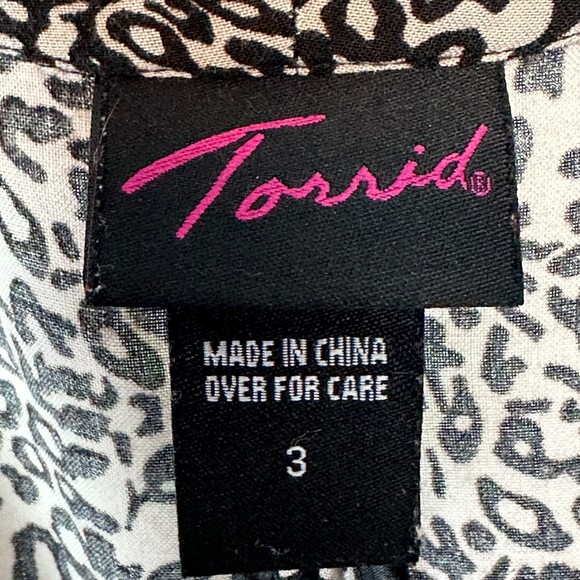 Torrid®
MADE IN CHINA
OVER FOR CARE
3